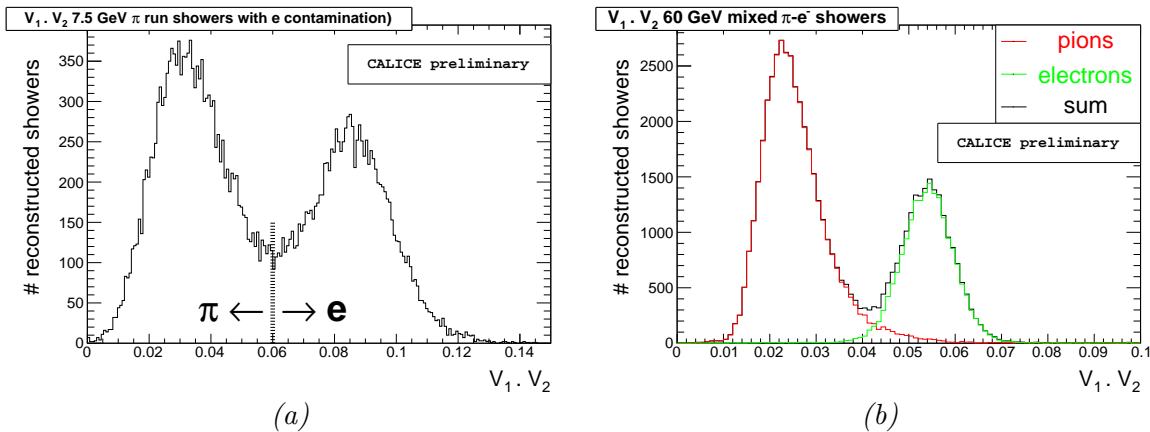 V1 . V2 7.5 GeV π run showers with e contamination)
CALICE preliminary
# reconstructed showers
350
300
250
200
150
100
50
0
π ← → e
0 0.02 0.04 0.06 0.08 0.1 0.12 0.14
V1 . V2
(a)
V1 . V2 60 GeV mixed π-e- showers
pions
electrons
sum
CALICE preliminary
# reconstructed showers
2500
2000
1500
1000
500
0
0 0.01 0.02 0.03 0.04 0.05 0.06 0.07 0.08 0.09 0.1
V1 . V2
(b)